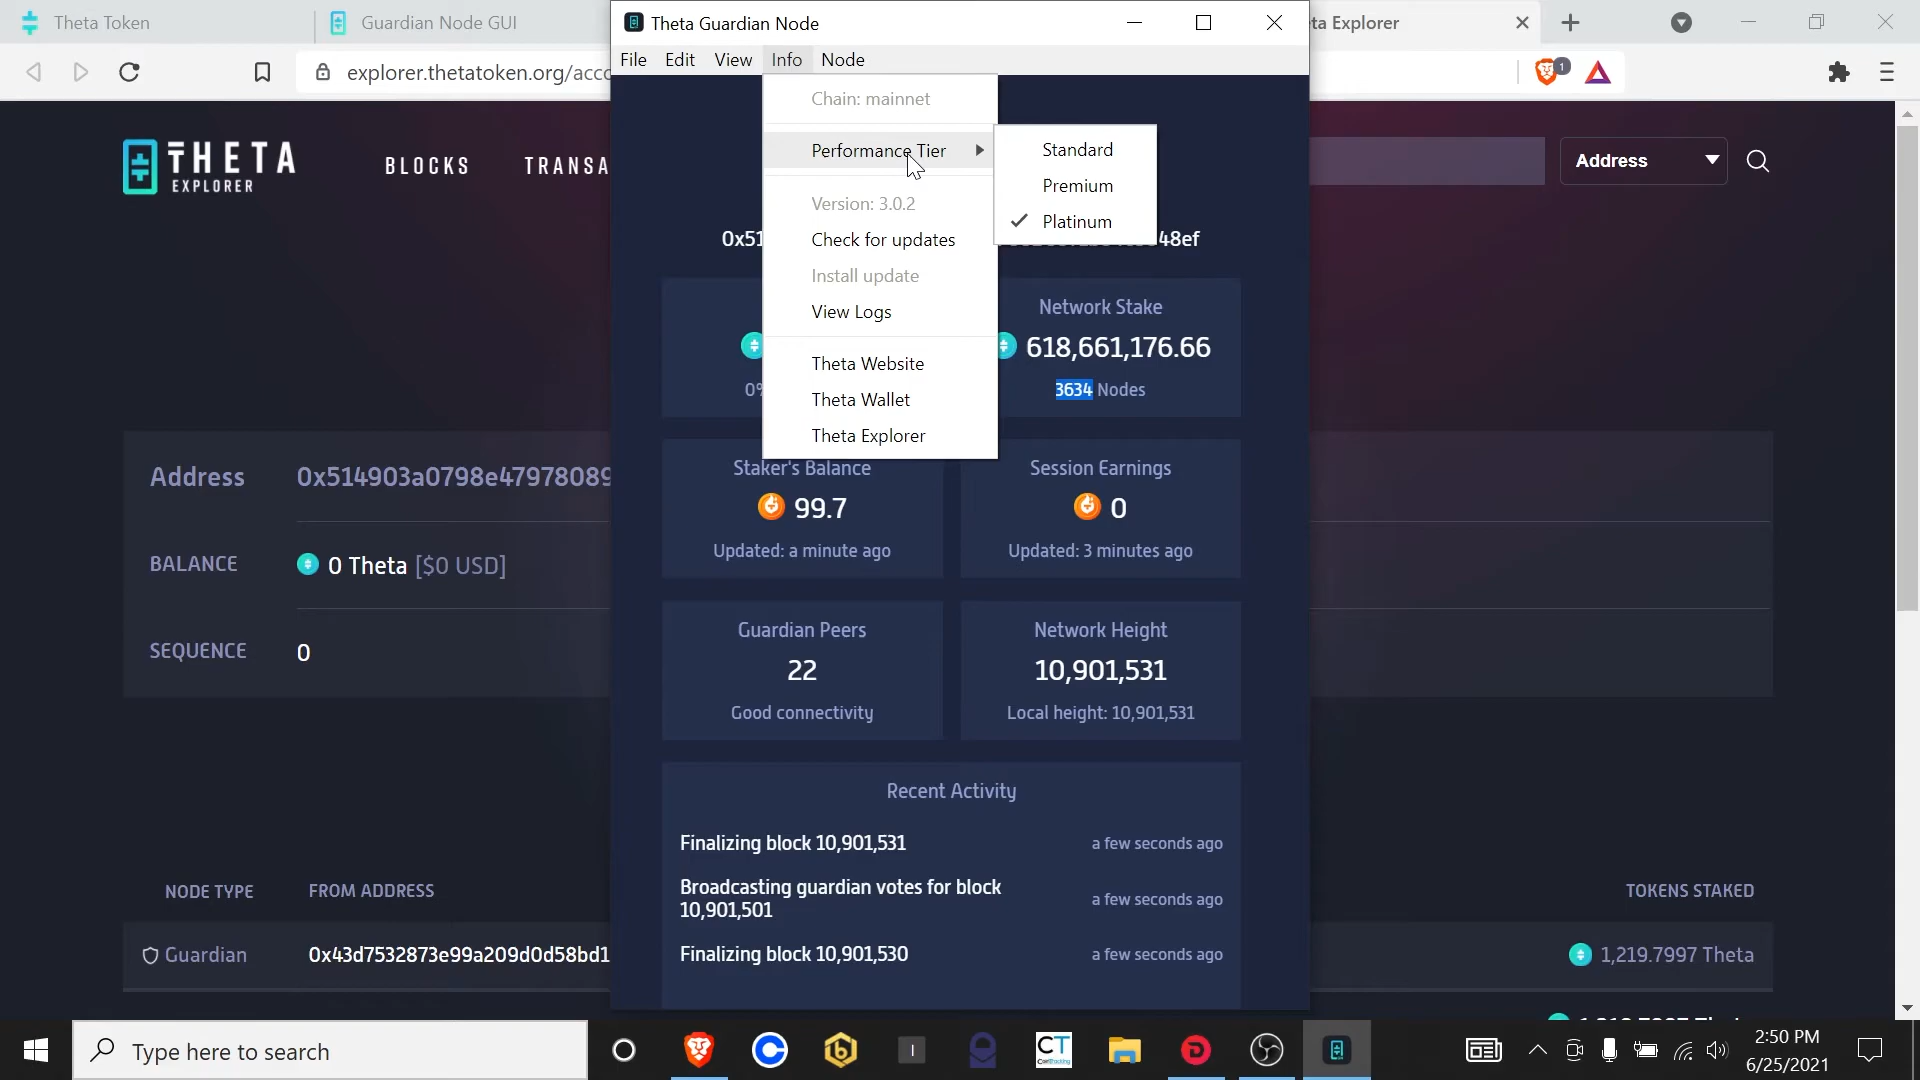 Theta Token
Guardian Node GUI
Theta Guardian Node
ta Explorer
explorer.thetatoken.org/acco
1
File Edit View Info Node
Chain: mainnet
Performance Tier
Standard
Premium
Platinum
Version: 3.0.2
Check for updates
Install update
View Logs
Theta Website
Theta Wallet
Theta Explorer
THETA
EXPLORER
BLOCKS
TRANSA
Address
0x51
48ef
Network Stake
618,661,176.66
0%
3634 Nodes
Staker's Balance
99.7
Updated: a minute ago
Session Earnings
0
Updated: 3 minutes ago
Guardian Peers
22
Good connectivity
Network Height
10,901,531
Local height: 10,901,531
Recent Activity
Finalizing block 10,901,531
a few seconds ago
Broadcasting guardian votes for block
10,901,501
a few seconds ago
Finalizing block 10,901,530
a few seconds ago
Address
0x514903a0798e47978089
BALANCE
0 Theta [$0 USD]
SEQUENCE
0
NODE TYPE
FROM ADDRESS
TOKENS STAKED
Guardian
0x43d7532873e99a209d0d58bd1
1,219.7997 Theta
Type here to search
CT
CoinTracking
2:50 PM
6/25/2021